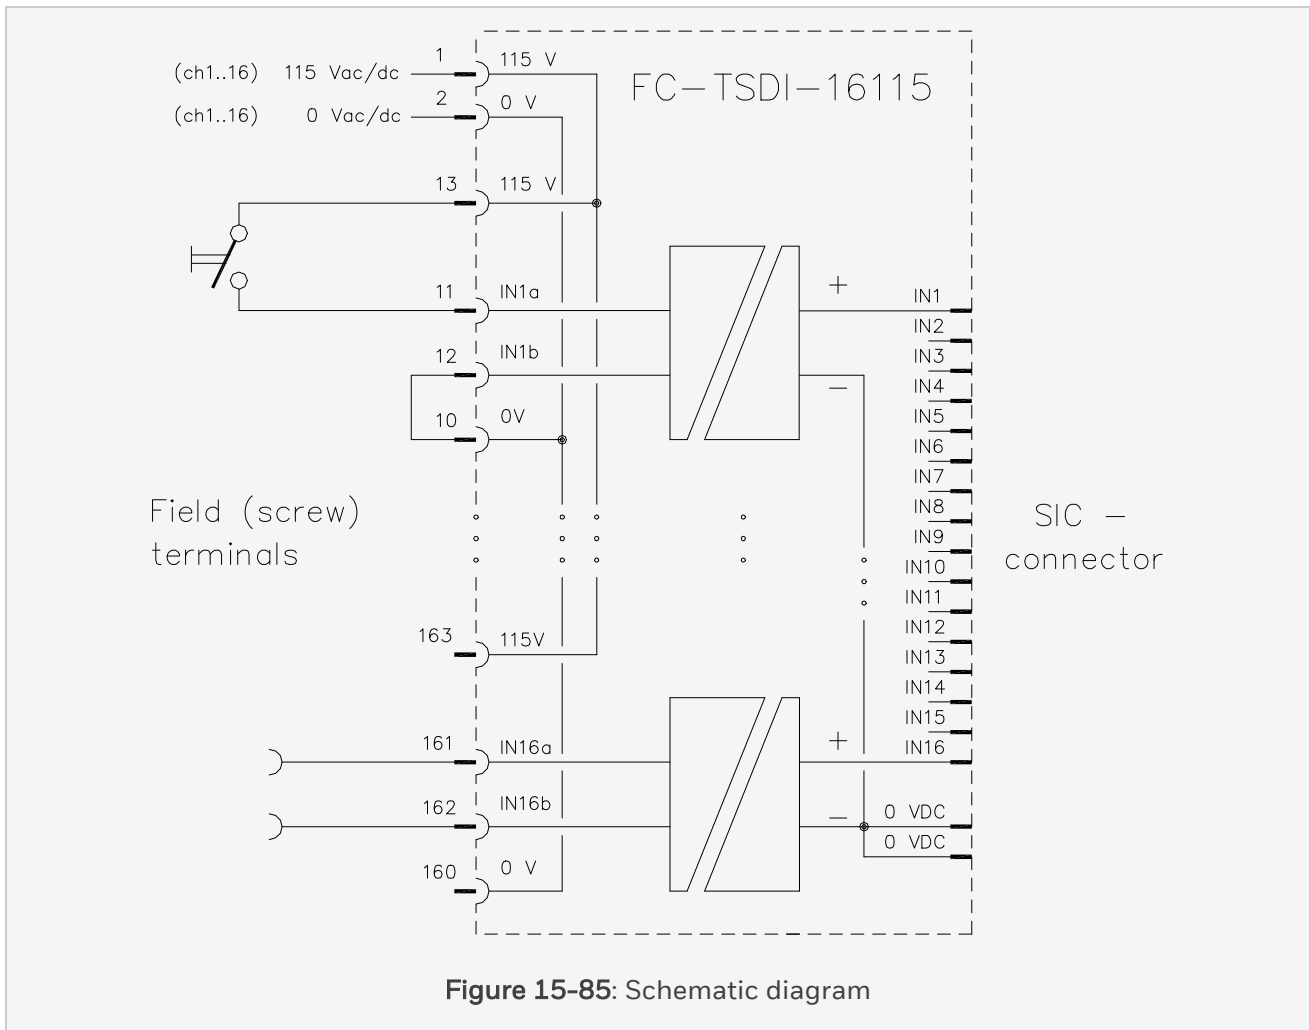 (ch1..16) 115 Vac/dc 1 115 V
FC-TSDI-16115
(ch1..16) 0 Vac/dc 2 0 V
13 115 V
11 IN1a
+
IN1
IN2
12 IN1b
IN3
–
IN4
10 0V
IN5
IN6
IN7
Field (screw)
terminals
IN8
SIC –
connector
IN9
IN10
IN11
IN12
163 115V
IN13
IN14
IN15
161 IN16a
+
IN16
162 IN16b
–
0 VDC
0 VDC
160 0 V
Figure 15-85: Schematic diagram